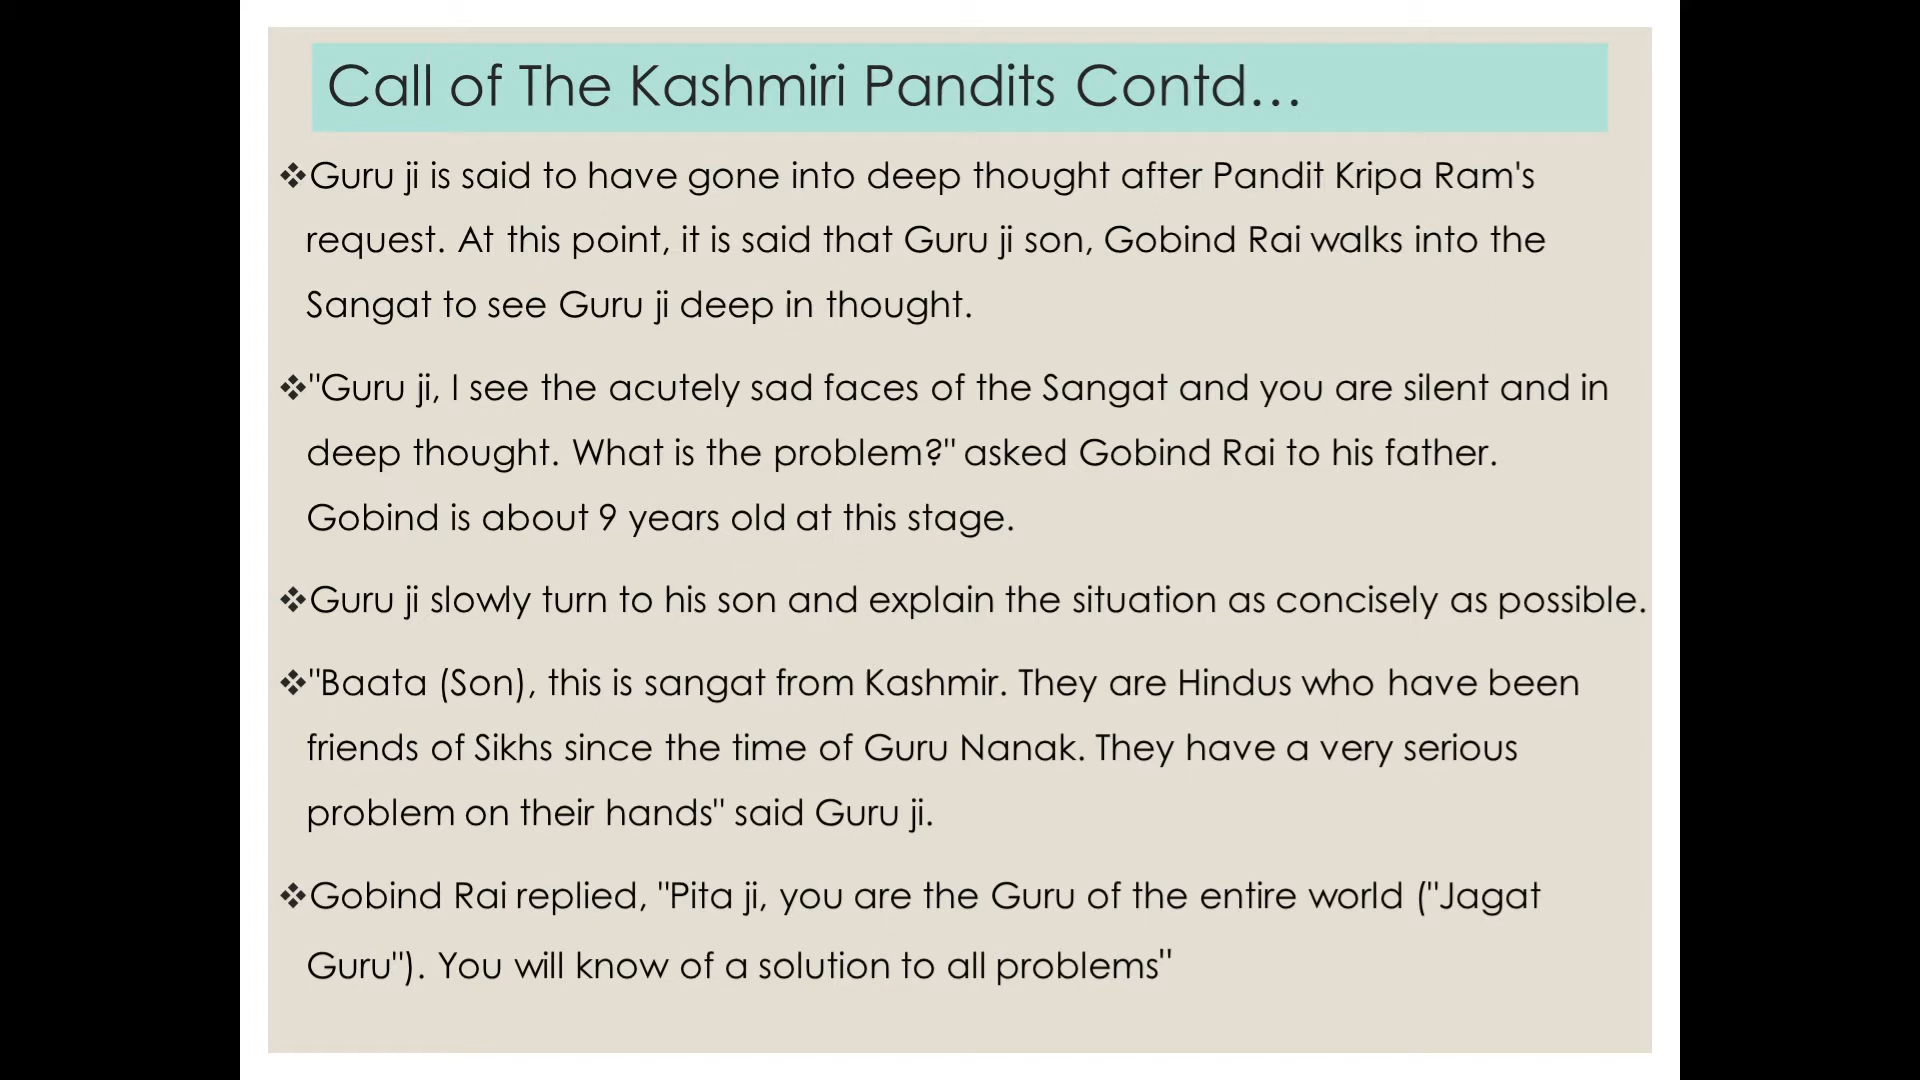 Call of The Kashmiri Pandits Contd...
❖Guru ji is said to have gone into deep thought after Pandit Kripa Ram's
request. At this point, it is said that Guru ji son, Gobind Rai walks into the
Sangat to see Guru ji deep in thought.
❖"Guru ji, I see the acutely sad faces of the Sangat and you are silent and in
deep thought. What is the problem?" asked Gobind Rai to his father.
Gobind is about 9 years old at this stage.
❖Guru ji slowly turn to his son and explain the situation as concisely as possible.
❖"Baata (Son), this is sangat from Kashmir. They are Hindus who have been
friends of Sikhs since the time of Guru Nanak. They have a very serious
problem on their hands" said Guru ji.
❖Gobind Rai replied, "Pita ji, you are the Guru of the entire world ("Jagat
Guru"). You will know of a solution to all problems"